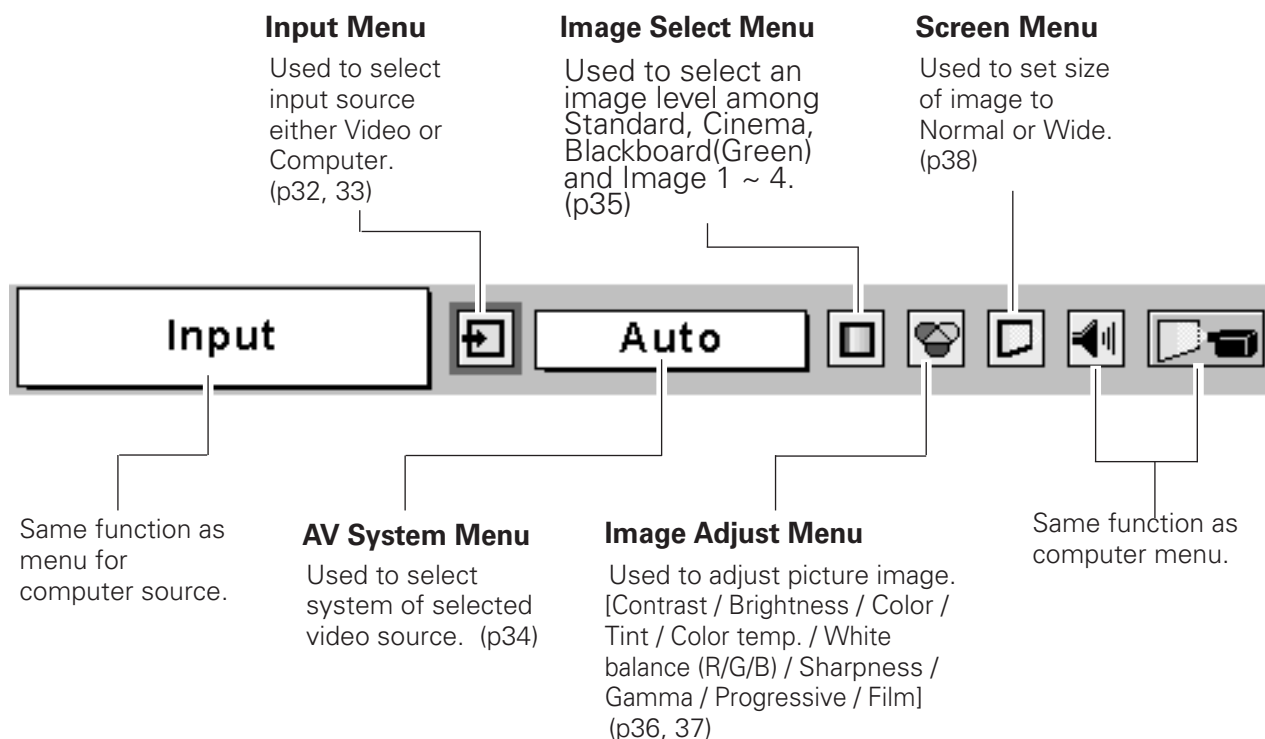 Input Menu
Used to select
input source
either Video or
Computer.
(p32, 33)
Image Select Menu
Used to select an
image level among
Standard, Cinema,
Blackboard(Green)
and Image 1 ~ 4.
(p35)
Screen Menu
Used to set size
of image to
Normal or Wide.
(p38)
Input
Auto
Same function as
menu for
computer source.
AV System Menu
Used to select
system of selected
video source.  (p34)
Image Adjust Menu
Used to adjust picture image.
[Contrast / Brightness / Color /
Tint / Color temp. / White
balance (R/G/B) / Sharpness /
Gamma / Progressive / Film]
(p36, 37)
Same function as
computer menu.